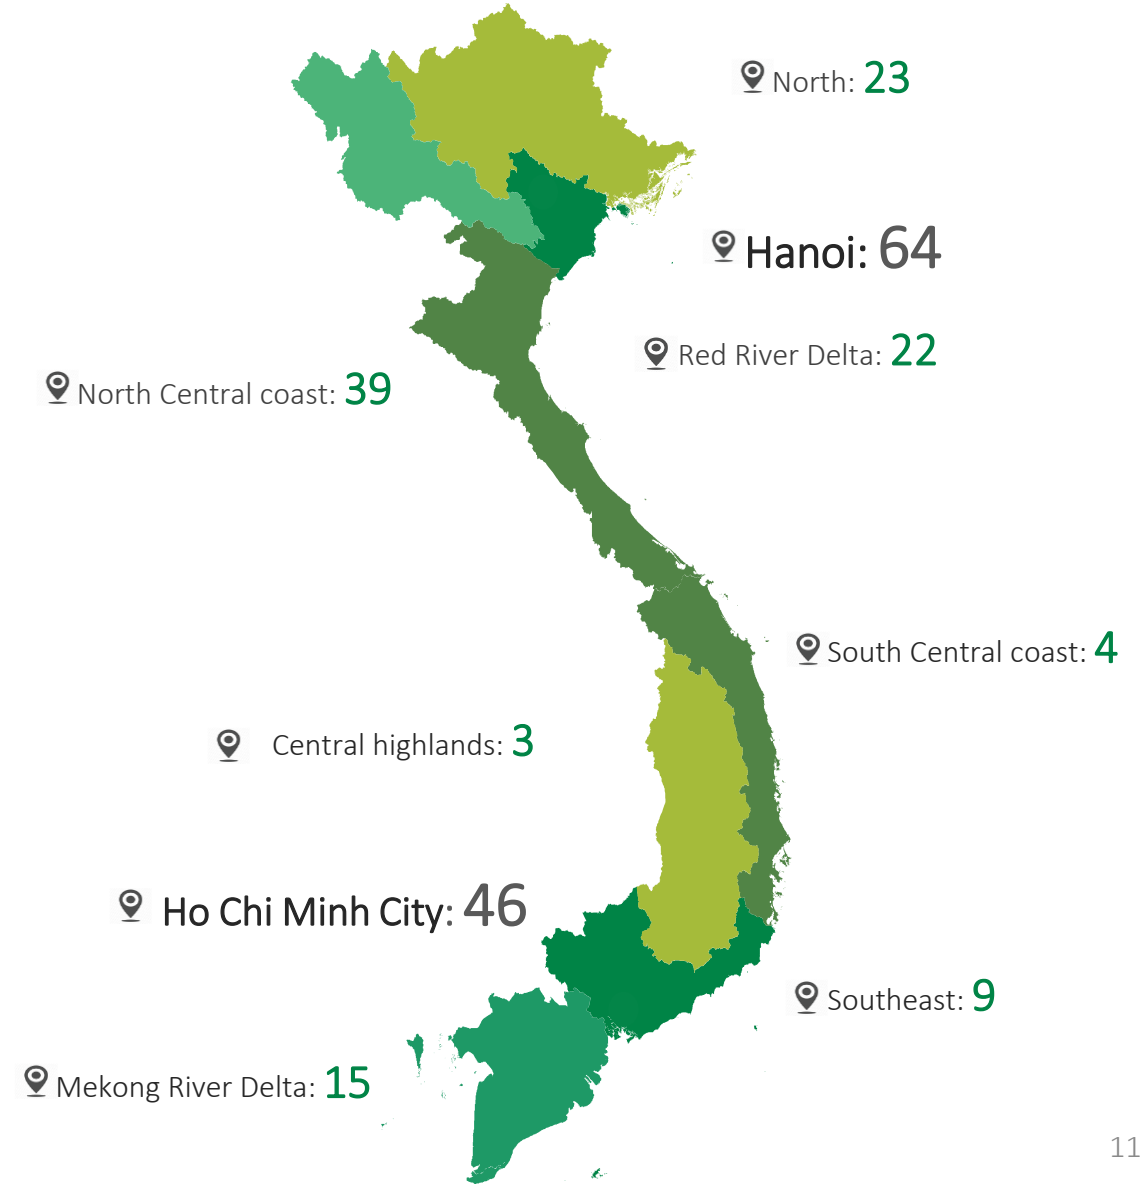 North: 23
Hanoi: 64
Red River Delta: 22
North Central coast: 39
South Central coast: 4
Central highlands: 3
Ho Chi Minh City: 46
Southeast: 9
Mekong River Delta: 15
11